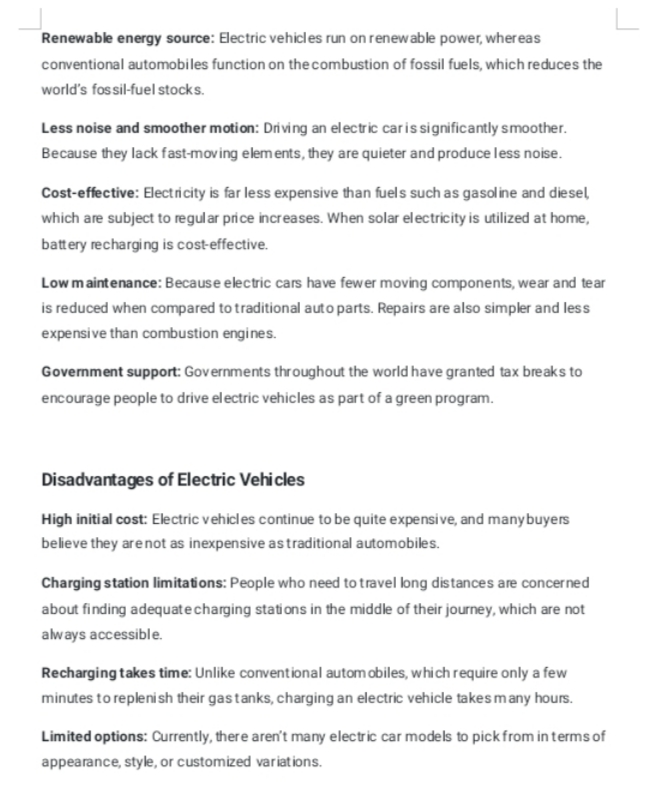 Renewable energy source: Electric vehicles run on renewable power, whereas
conventional automobiles function on the combustion of fossil fuels, which reduces the
world's fossil-fuel stocks.
Less noise and smoother motion: Driving an electric car is significantly smoother.
Because they lack fast-moving elements, they are quieter and produce less noise.
Cost-effective: Electricity is far less expensive than fuels such as gasoline and diesel,
which are subject to regular price increases. When solar electricity is utilized at home,
battery recharging is cost-effective.
Low maintenance: Because electric cars have fewer moving components, wear and tear
is reduced when compared to traditional auto parts. Repairs are also simpler and less
expensive than combustion engines.
Government support: Governments throughout the world have granted tax breaks to
encourage people to drive electric vehicles as part of a green program.
Disadvantages of Electric Vehicles
High initial cost: Electric vehicles continue to be quite expensive, and many buyers
believe they are not as inexpensive as traditional automobiles.
Charging station limitations: People who need to travel long distances are concerned
about finding adequate charging stations in the middle of their journey, which are not
always accessible.
Recharging takes time: Unlike conventional automobiles, which require only a few
minutes to replenish their gas tanks, charging an electric vehicle takes many hours.
Limited options: Currently, there aren't many electric car models to pick from in terms of
appearance, style, or customized variations.